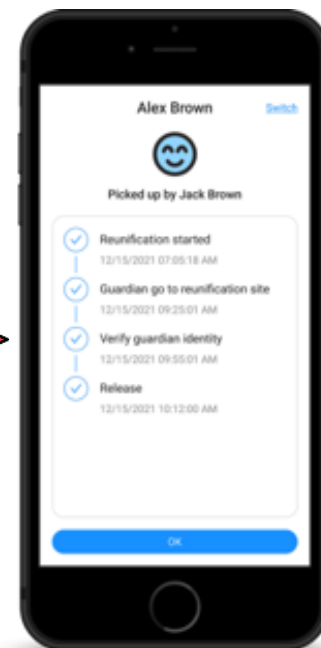 Alex Brown Switch
Picked up by Jack Brown
Reunification started
12/15/2021 07:05:18 AM
Guardian go to reunification site
12/15/2021 09:25:01 AM
Verify guardian identity
12/15/2021 09:55:01 AM
Release
12/15/2021 10:12:00 AM
OK